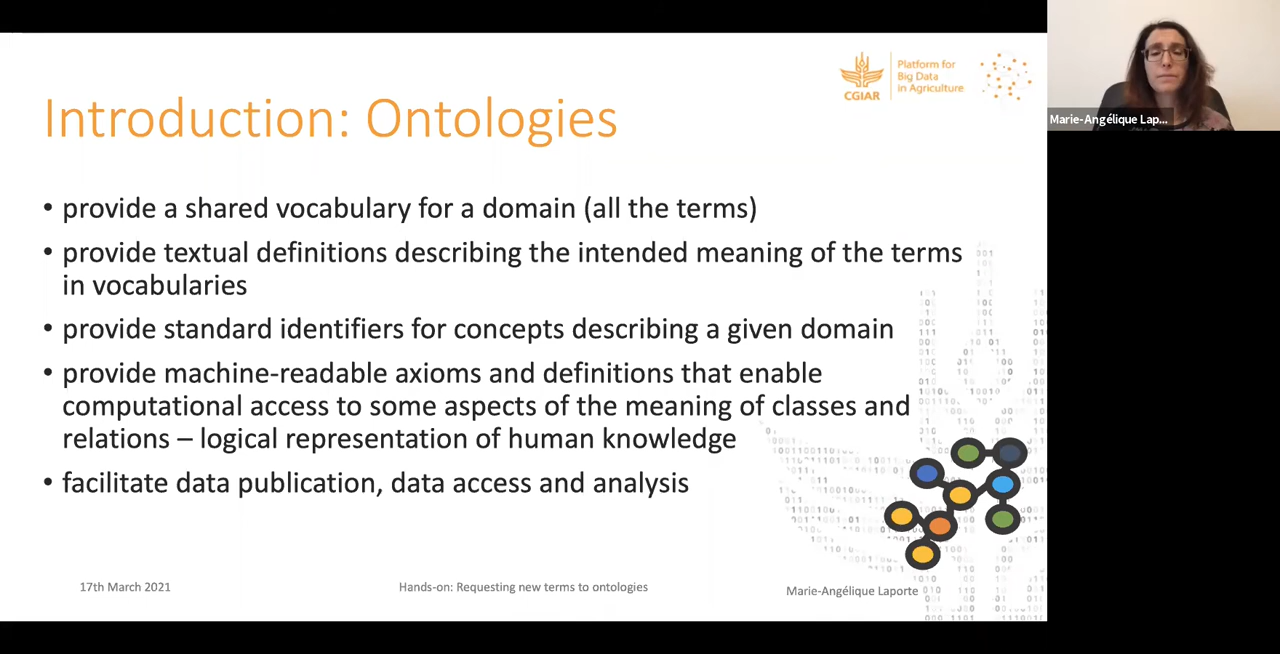 CGIAR
Platform for
Big Data
in Agriculture
Introduction: Ontologies
• provide a shared vocabulary for a domain (all the terms)
• provide textual definitions describing the intended meaning of the terms
in vocabularies
• provide standard identifiers for concepts describing a given domain
• provide machine-readable axioms and definitions that enable
computational access to some aspects of the meaning of classes and
relations – logical representation of human knowledge
• facilitate data publication, data access and analysis
17th March 2021
Hands-on: Requesting new terms to ontologies
Marie-Angélique Laporte
Marie-Angélique Lap...